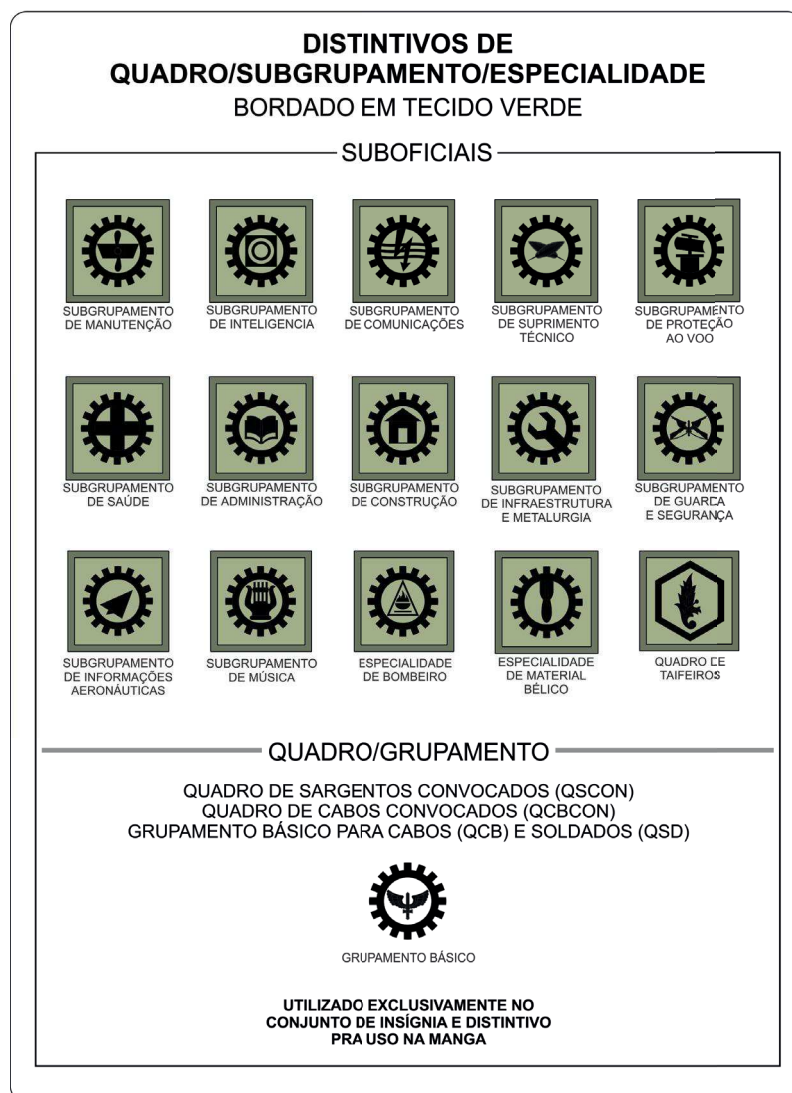 DISTINTIVOS DE
QUADRO/SUBGRUPAMENTO/ESPECIALIDADE
BORDADO EM TECIDO VERDE
SUBOFICIAIS
SUBGRUPAMENTO
DE MANUTENÇÃO
SUBGRUPAMENTO
DE INTELIGENCIA
SUBGRUPAMENTO
DE COMUNICAÇÕES
SUBGRUPAMENTO
DE SUPRIMENTO
TÉCNICO
SUBGRUPAMENTO
DE PROTEÇÃO
AO VOO
SUBGRUPAMENTO
DE SAÚDE
SUBGRUPAMENTO
DE ADMINISTRAÇÃO
SUBGRUPAMENTO
DE CONSTRUÇÃO
SUBGRUPAMENTO
DE INFRAESTRUTURA
E METALURGIA
SUBGRUPAMENTO
DE GUARDA
E SEGURANÇA
SUBGRUPAMENTO
DE INFORMAÇÕES
AERONÁUTICAS
SUBGRUPAMENTO
DE MÚSICA
ESPECIALIDADE
DE BOMBEIRO
ESPECIALIDADE
DE MATERIAL
BÉLICO
QUADRO DE
TAIFEIROS
QUADRO/GRUPAMENTO
QUADRO DE SARGENTOS CONVOCADOS (QSCON)
QUADRO DE CABOS CONVOCADOS (QCBCON)
GRUPAMENTO BÁSICO PARA CABOS (QCB) E SOLDADOS (QSD)
GRUPAMENTO BÁSICO
UTILIZADO EXCLUSIVAMENTE NO
CONJUNTO DE INSÍGNIA E DISTINTIVO
PRA USO NA MANGA